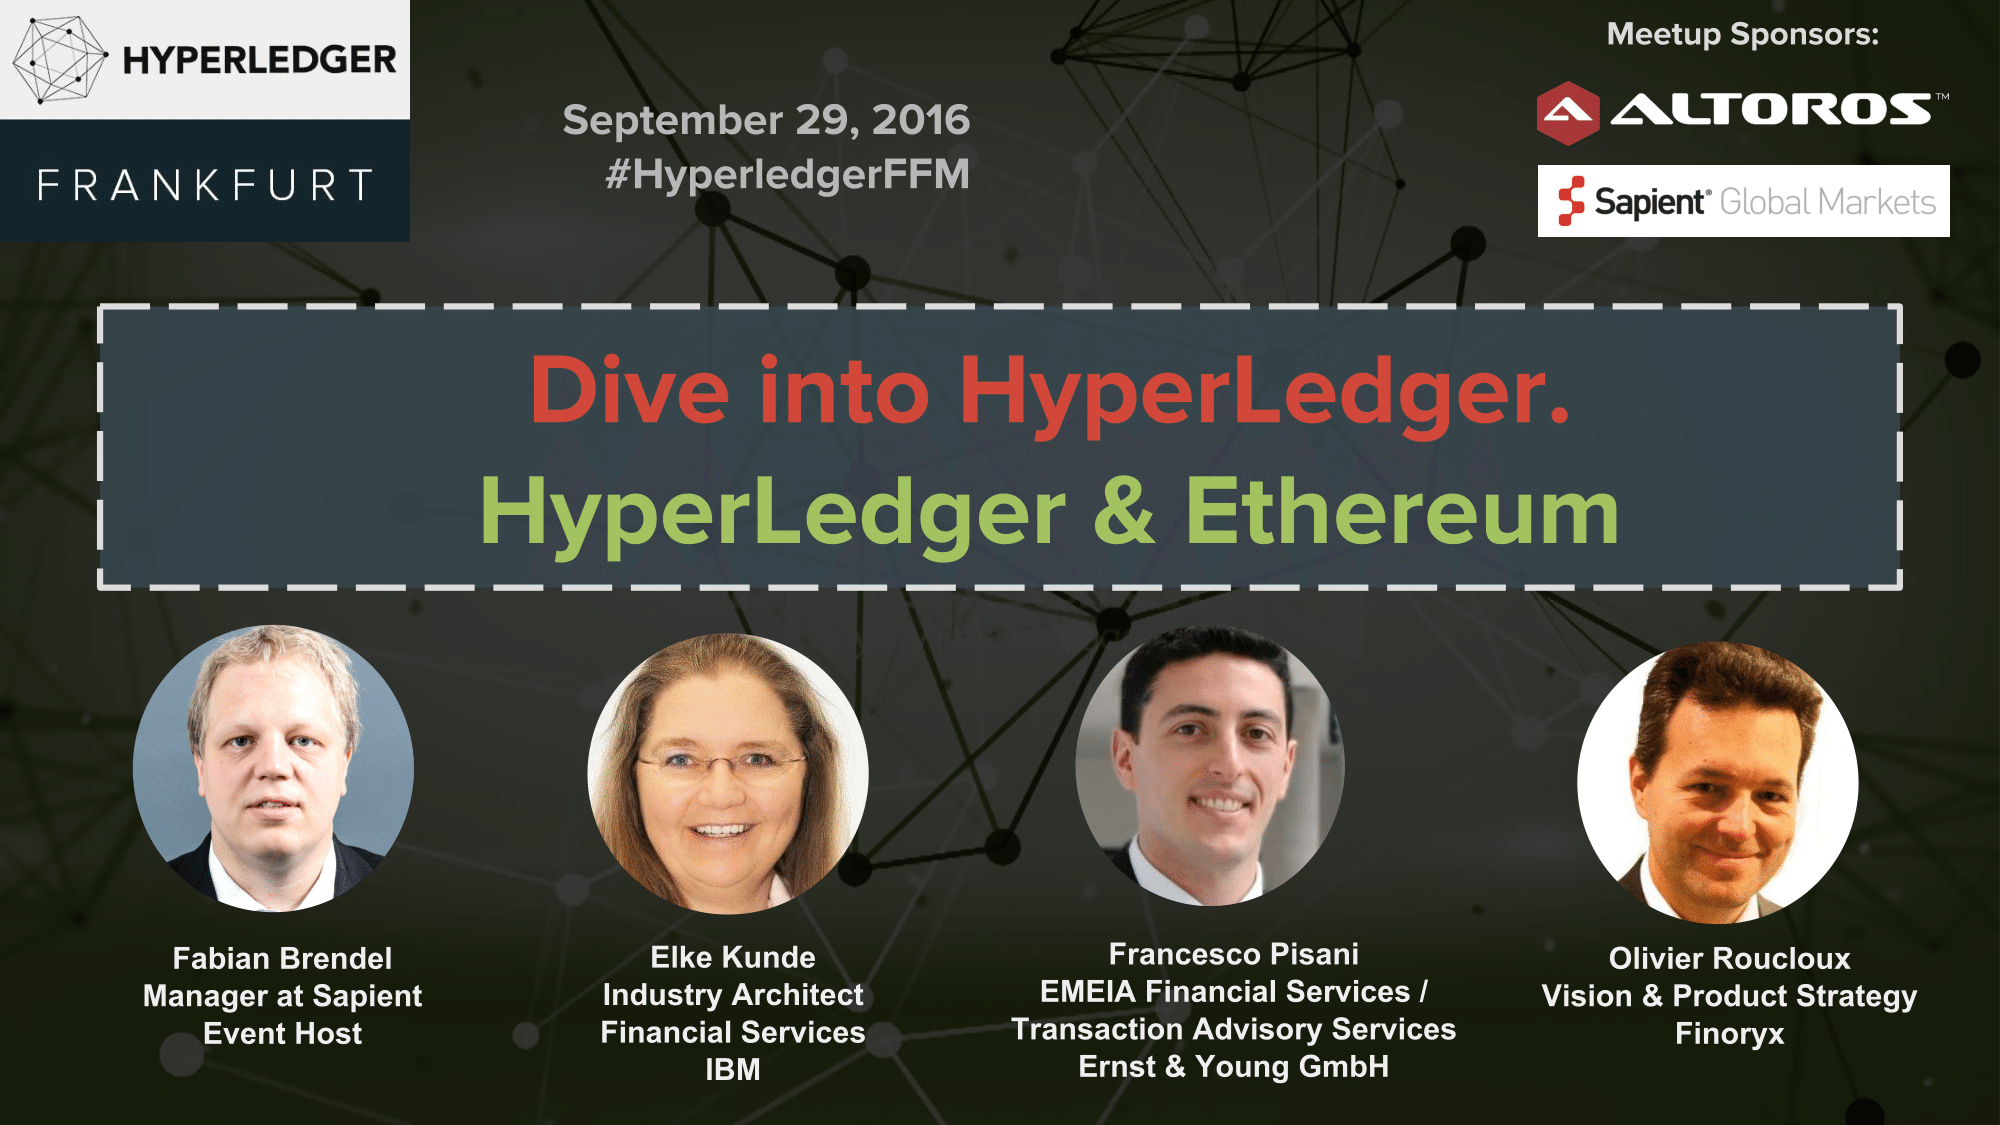 HYPERLEDGER
FRANKFURT
September 29, 2016
#HyperledgerFFM
Meetup Sponsors:
ALTOROS™
Sapient® Global Markets
Dive into HyperLedger.
HyperLedger & Ethereum
Fabian Brendel
Manager at Sapient
Event Host
Elke Kunde
Industry Architect
Financial Services
IBM
Francesco Pisani
EMEIA Financial Services /
Transaction Advisory Services
Ernst & Young GmbH
Olivier Roucloux
Vision & Product Strategy
Finoryx